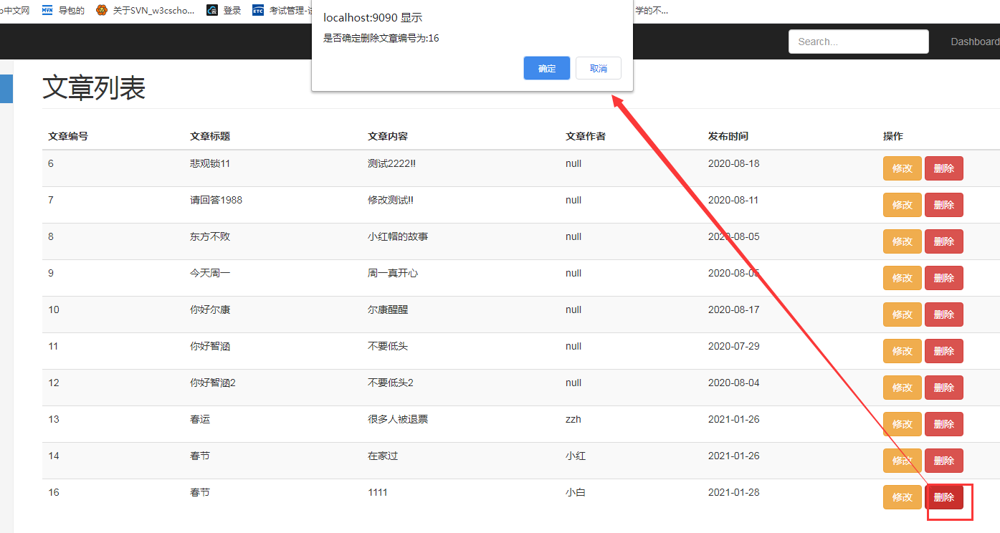 p中文网 MVN 导包的 关于SVN_w3cscho... 云 登录 ETC 考试管理- 学的不...
localhost:9090 显示
是否确定删除文章编号为:16
确定 取消
Search... Dashboard
文章列表
文章编号 文章标题 文章内容 文章作者 发布时间 操作
6 悲观锁11 测试2222!! null 2020-08-18 修改 删除
7 请回答1988 修改测试!! null 2020-08-11 修改 删除
8 东方不败 小红帽的故事 null 2020-08-05 修改 删除
9 今天周一 周一真开心 null 2020-08-05 修改 删除
10 你好尔康 尔康醒醒 null 2020-08-17 修改 删除
11 你好智涵 不要低头 null 2020-07-29 修改 删除
12 你好智涵2 不要低头2 null 2020-08-04 修改 删除
13 春运 很多人被退票 zzh 2021-01-26 修改 删除
14 春节 在家过 小红 2021-01-26 修改 删除
16 春节 1111 小白 2021-01-28 修改 删除